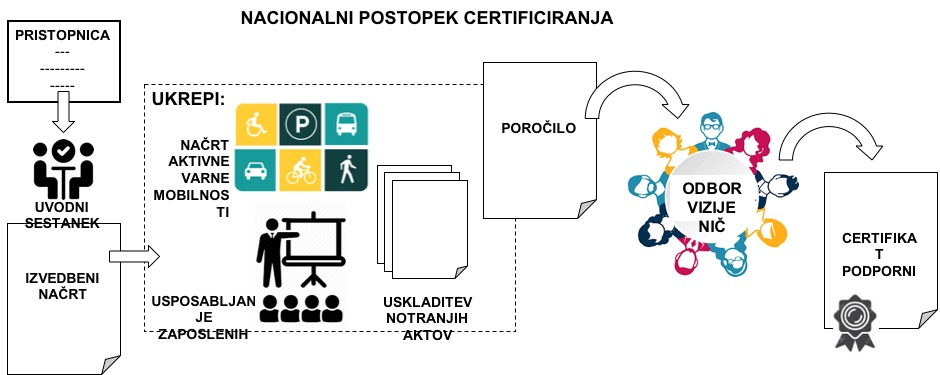 NACIONALNI POSTOPEK CERTIFICIRANJA
PRISTOPNICA
---
---------
-----
UVODNI
SESTANEK
IZVEDBENI
NAČRT
UKREPI:
NAČRT
AKTIVNE
VARNE
MOBILNOS
TI
P
USPOSABLJAN
JE
ZAPOSLENIH
USKLADITEV
NOTRANJIH
AKTOV
POROČILO
ODBOR
VIZIJE
NIČ
CERTIFIKA
T
PODPORNI